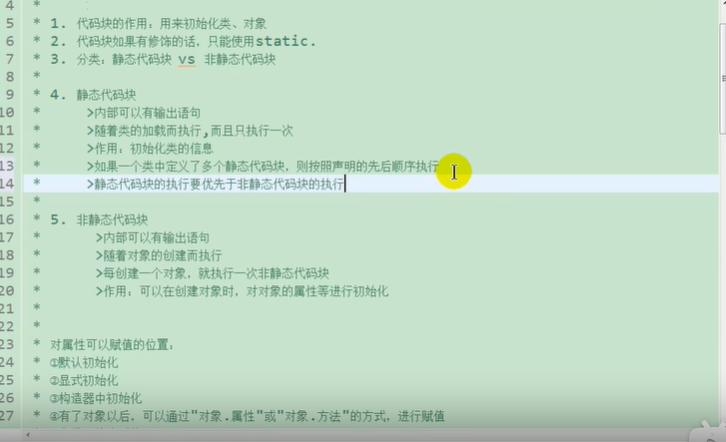 4 *
5 * 1. 代码块的作用：用来初始化类、对象
6 * 2. 代码块如果有修饰的话，只能使用static.
7 * 3. 分类：静态代码块 vs 非静态代码块
8 *
9 * 4. 静态代码块
10 * >内部可以有输出语句
11 * >随着类的加载而执行,而且只执行一次
12 * >作用：初始化类的信息
13 * >如果一个类中定义了多个静态代码块，则按照声明的先后顺序执行
14 * >静态代码块的执行要优先于非静态代码块的执行
15 *
16 * 5. 非静态代码块
17 * >内部可以有输出语句
18 * >随着对象的创建而执行
19 * >每创建一个对象，就执行一次非静态代码块
20 * >作用：可以在创建对象时，对对象的属性等进行初始化
21 *
22 *
23 * 对属性可以赋值的位置：
24 * ①默认初始化
25 * ②显式初始化
26 * ③构造器中初始化
27 * ④有了对象以后，可以通过"对象.属性"或"对象.方法"的方式，进行赋值